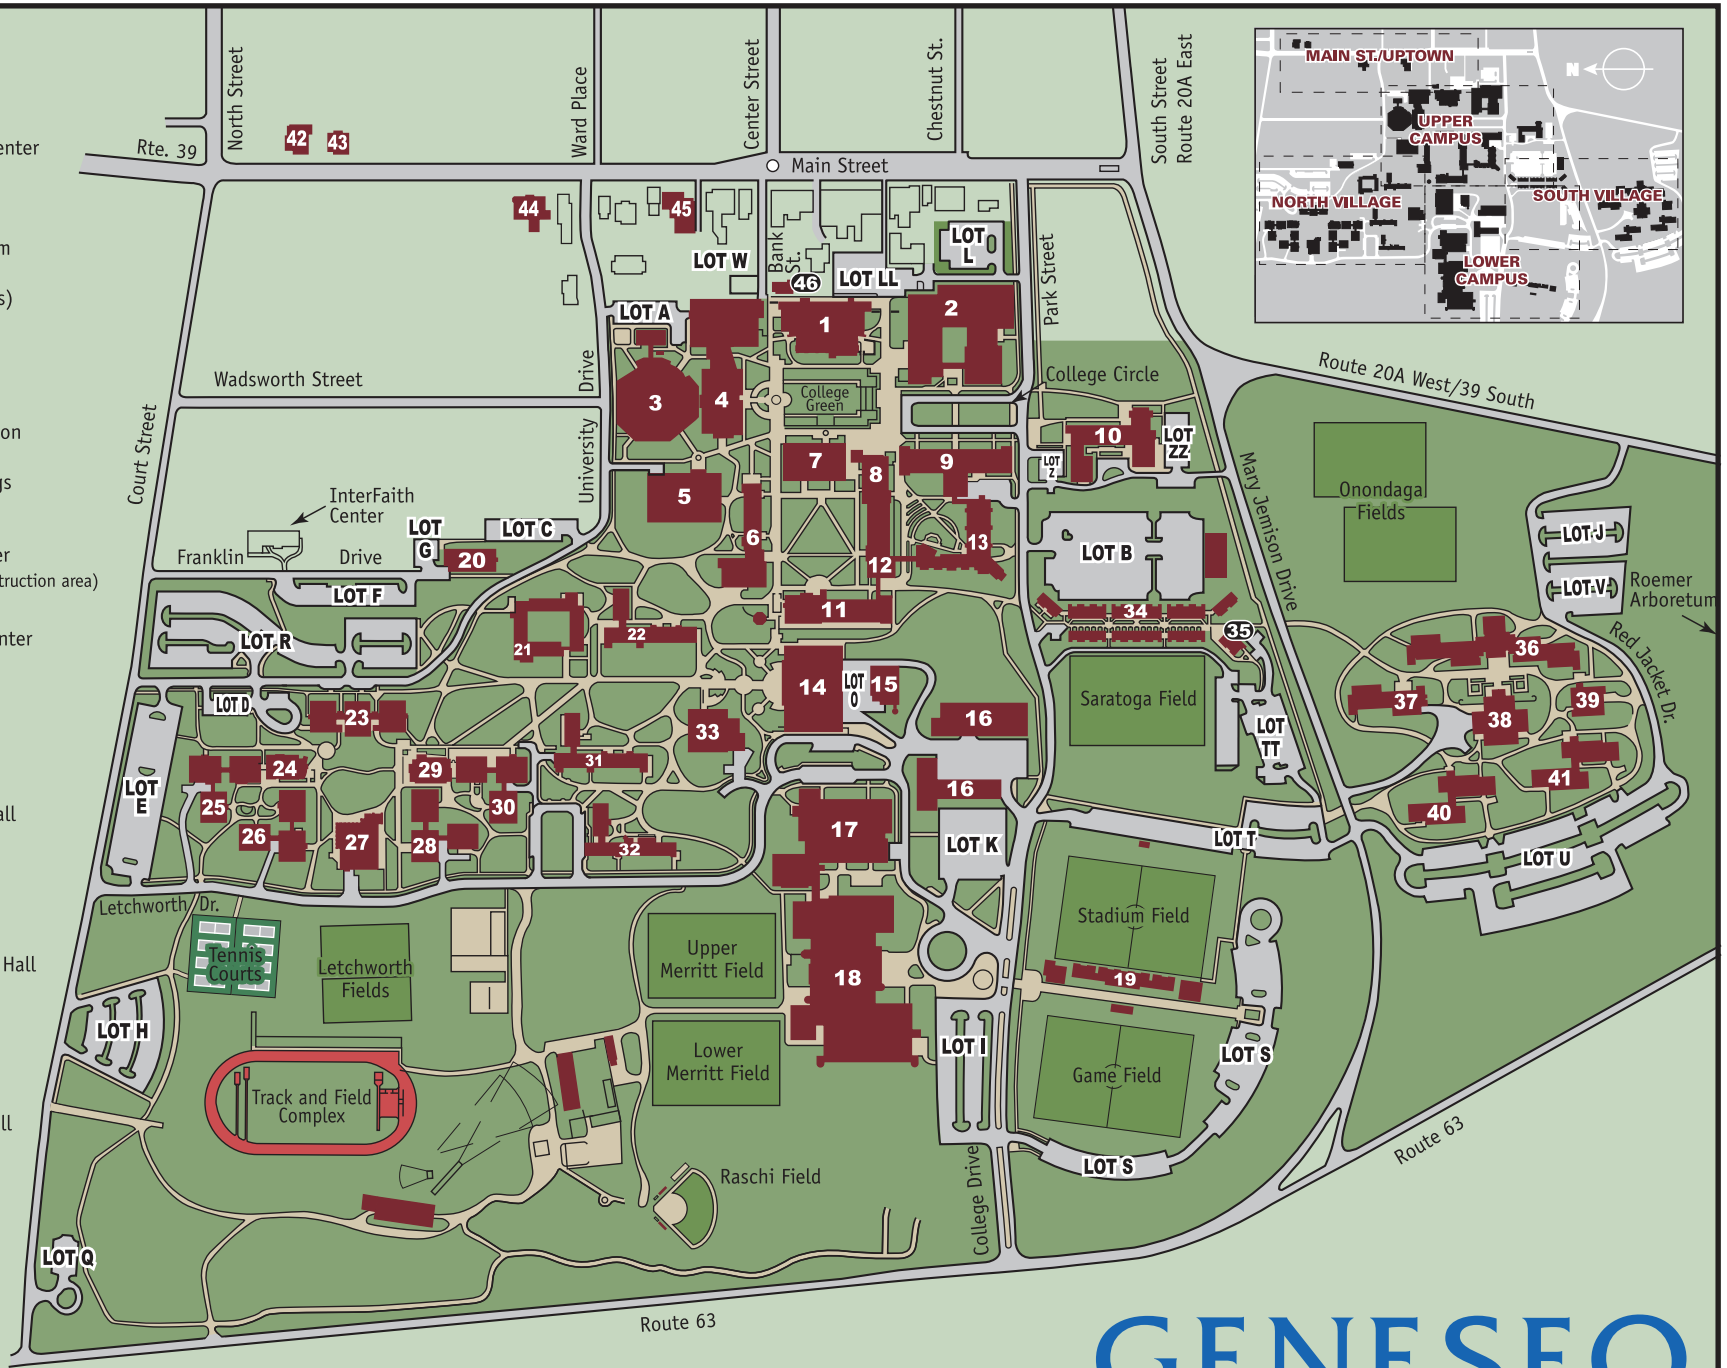 North Street
Ward Place
Center Street
Chestnut St.
South Street
Route 20A East
MAIN ST./UPTOWN
N
UPPER
CAMPUS
NORTH VILLAGE
SOUTH VILLAGE
LOWER
CAMPUS
42
43
enter
Rte. 39
Main Street
44
45
LOT W
Bank
St.
46
LOT LL
LOT
L
Park Street
m
s)
LOT A
1
2
Wadsworth Street
University
Drive
3
4
College
Green
College Circle
Route 20A West/39 South
Court Street
on
10
LOT
ZZ
LOT
Z
7
8
9
5
Mary Jemison Drive
Onondaga
Fields
gs
InterFaith
Center
LOT
G
LOT C
6
13
LOT B
LOT J
er
Franklin
Drive
20
12
truction area)
LOT F
LOT V
Roemer
Arboretum
11
34
35
nter
LOT R
21
22
36
Red Jacket Dr.
LOT D
23
14
LOT
O
15
16
33
Saratoga Field
LOT
TT
37
38
39
LOT
E
24
25
29
30
31
16
41
40
all
26
27
28
32
17
LOT K
LOT T
LOT U
Letchworth Dr.
Tennis
Courts
Letchworth
Fields
Upper
Merritt Field
Stadium Field
Hall
18
19
LOT H
Lower
Merritt Field
LOT I
LOT S
Track and Field
Complex
Game Field
ll
Raschi Field
LOT S
Route 63
College Drive
LOT Q
Route 63
GENESEO